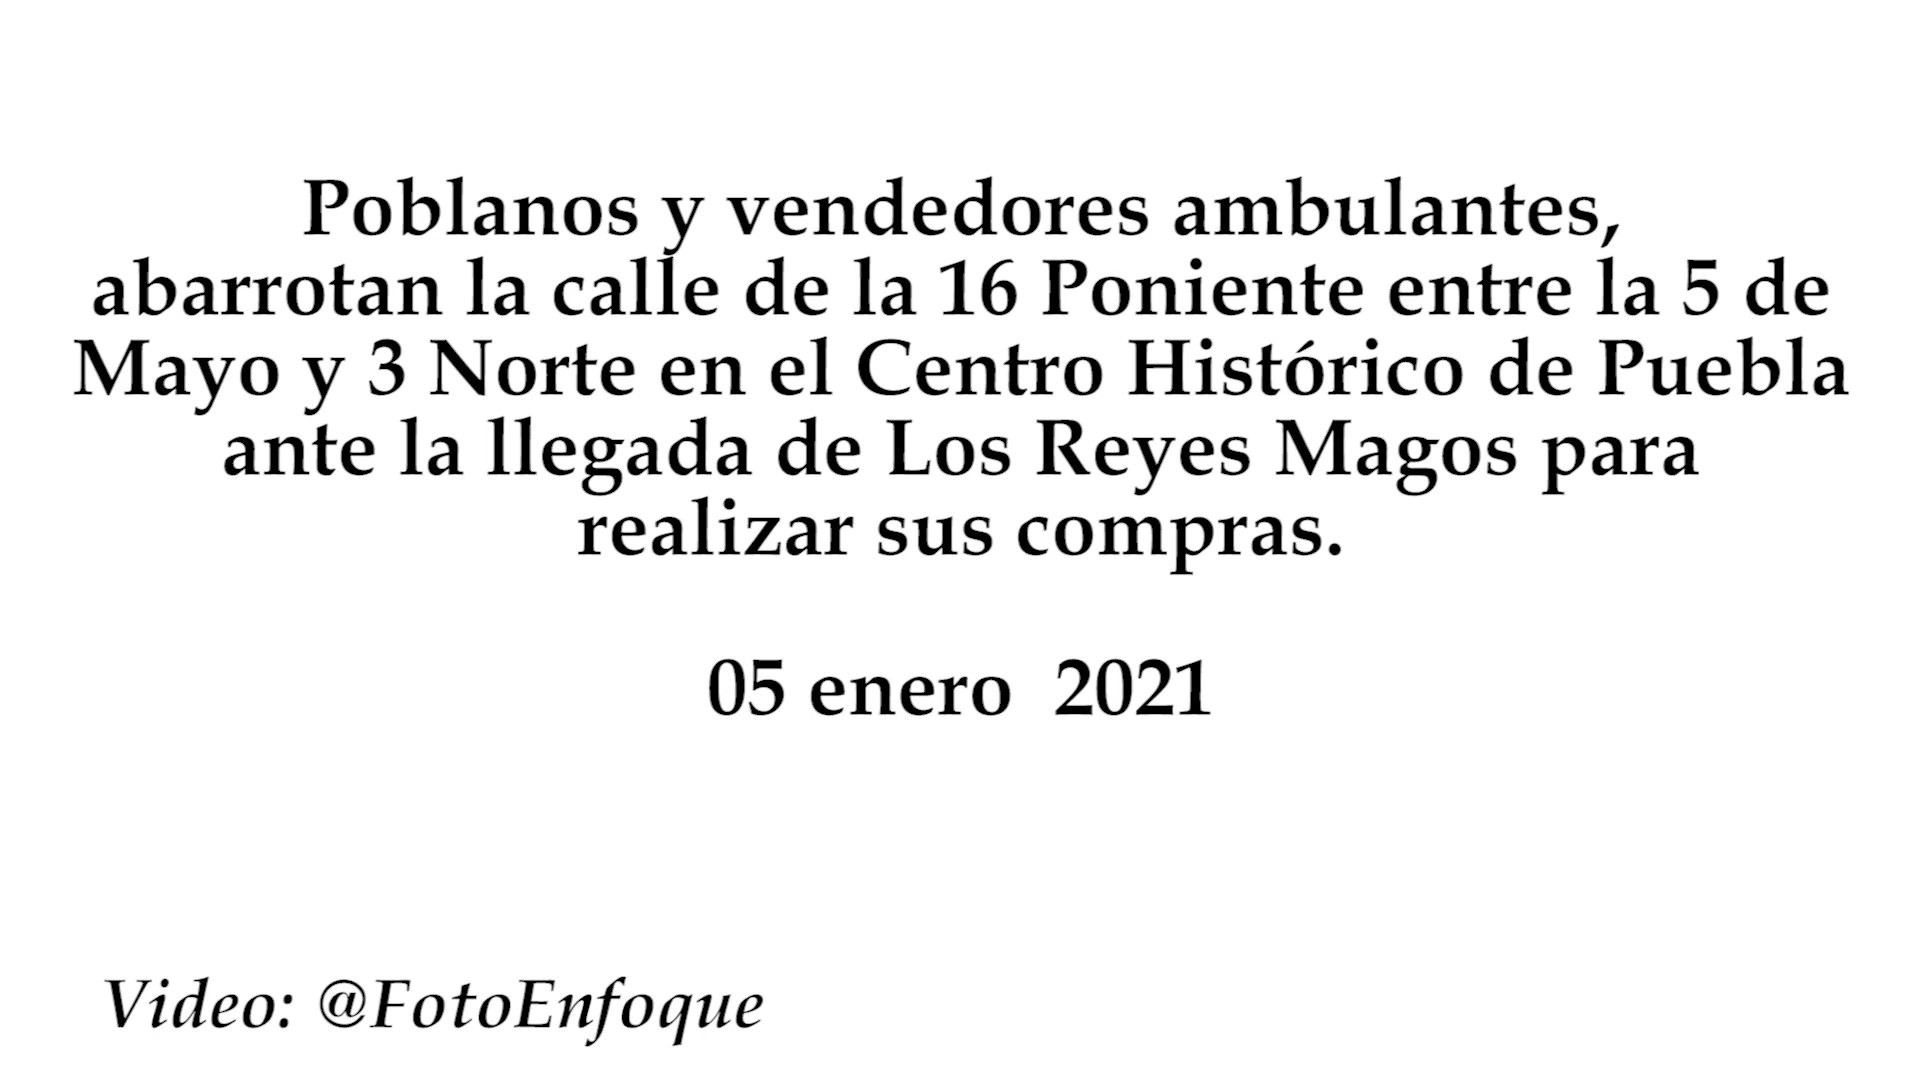 Poblanos y vendedores ambulantes,
abarrotan la calle de la 16 Poniente entre la 5 de
Mayo y 3 Norte en el Centro Histórico de Puebla
ante la llegada de Los Reyes Magos para
realizar sus compras.
05 enero  2021
Video: @FotoEnfoque